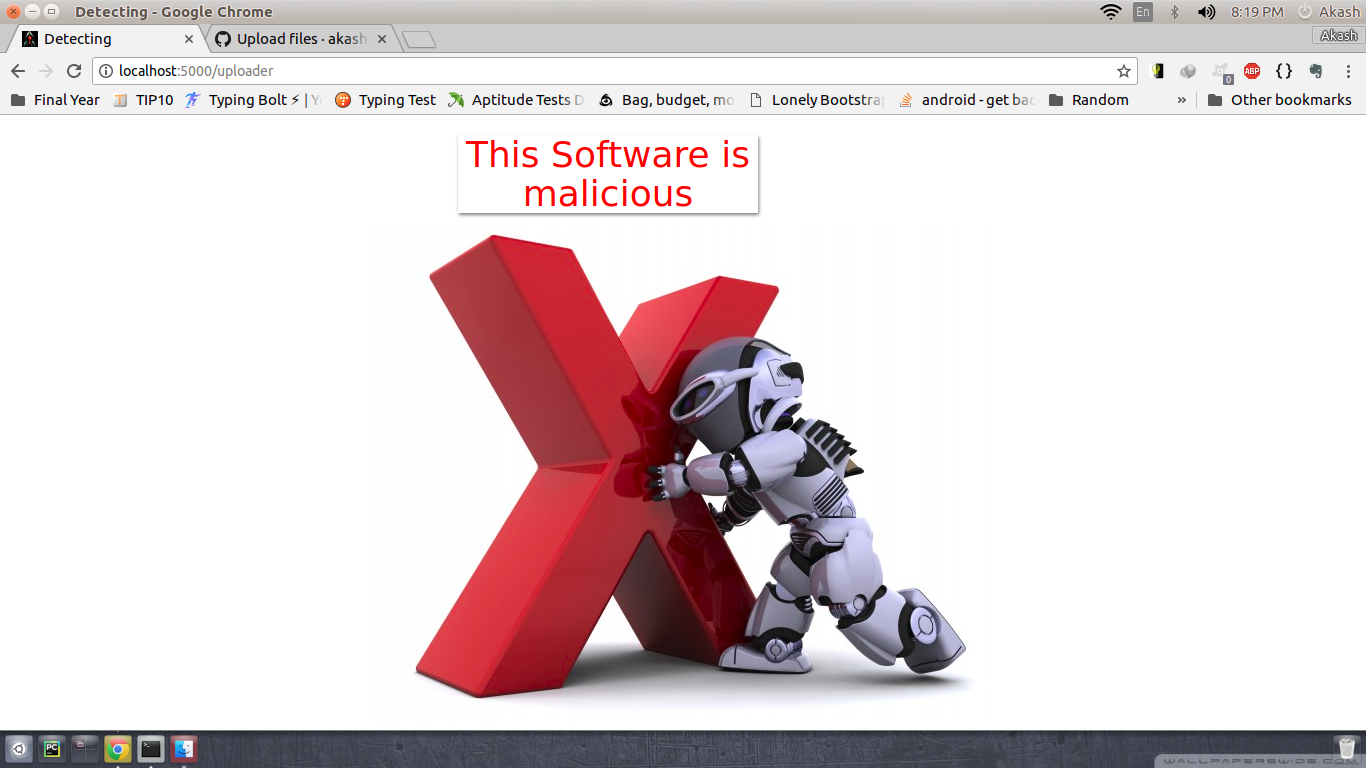 Detecting - Google Chrome
En
8:19 PM
Akash
Detecting
Upload files · akash
Akash
localhost:5000/uploader
0
ABP
{}
Final Year
TIP10
Typing Bolt ⚡ | Y
Typing Test
Aptitude Tests D
Bag, budget, mo
Lonely Bootstrap
android - get bac
Random
»
Other bookmarks
This Software is
malicious
PC
WALLPAPERSWIDE.COM